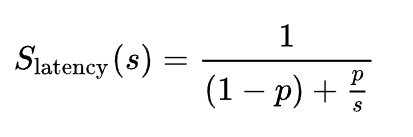 S_latency(s) = 1 / ((1 − p) + p/s)